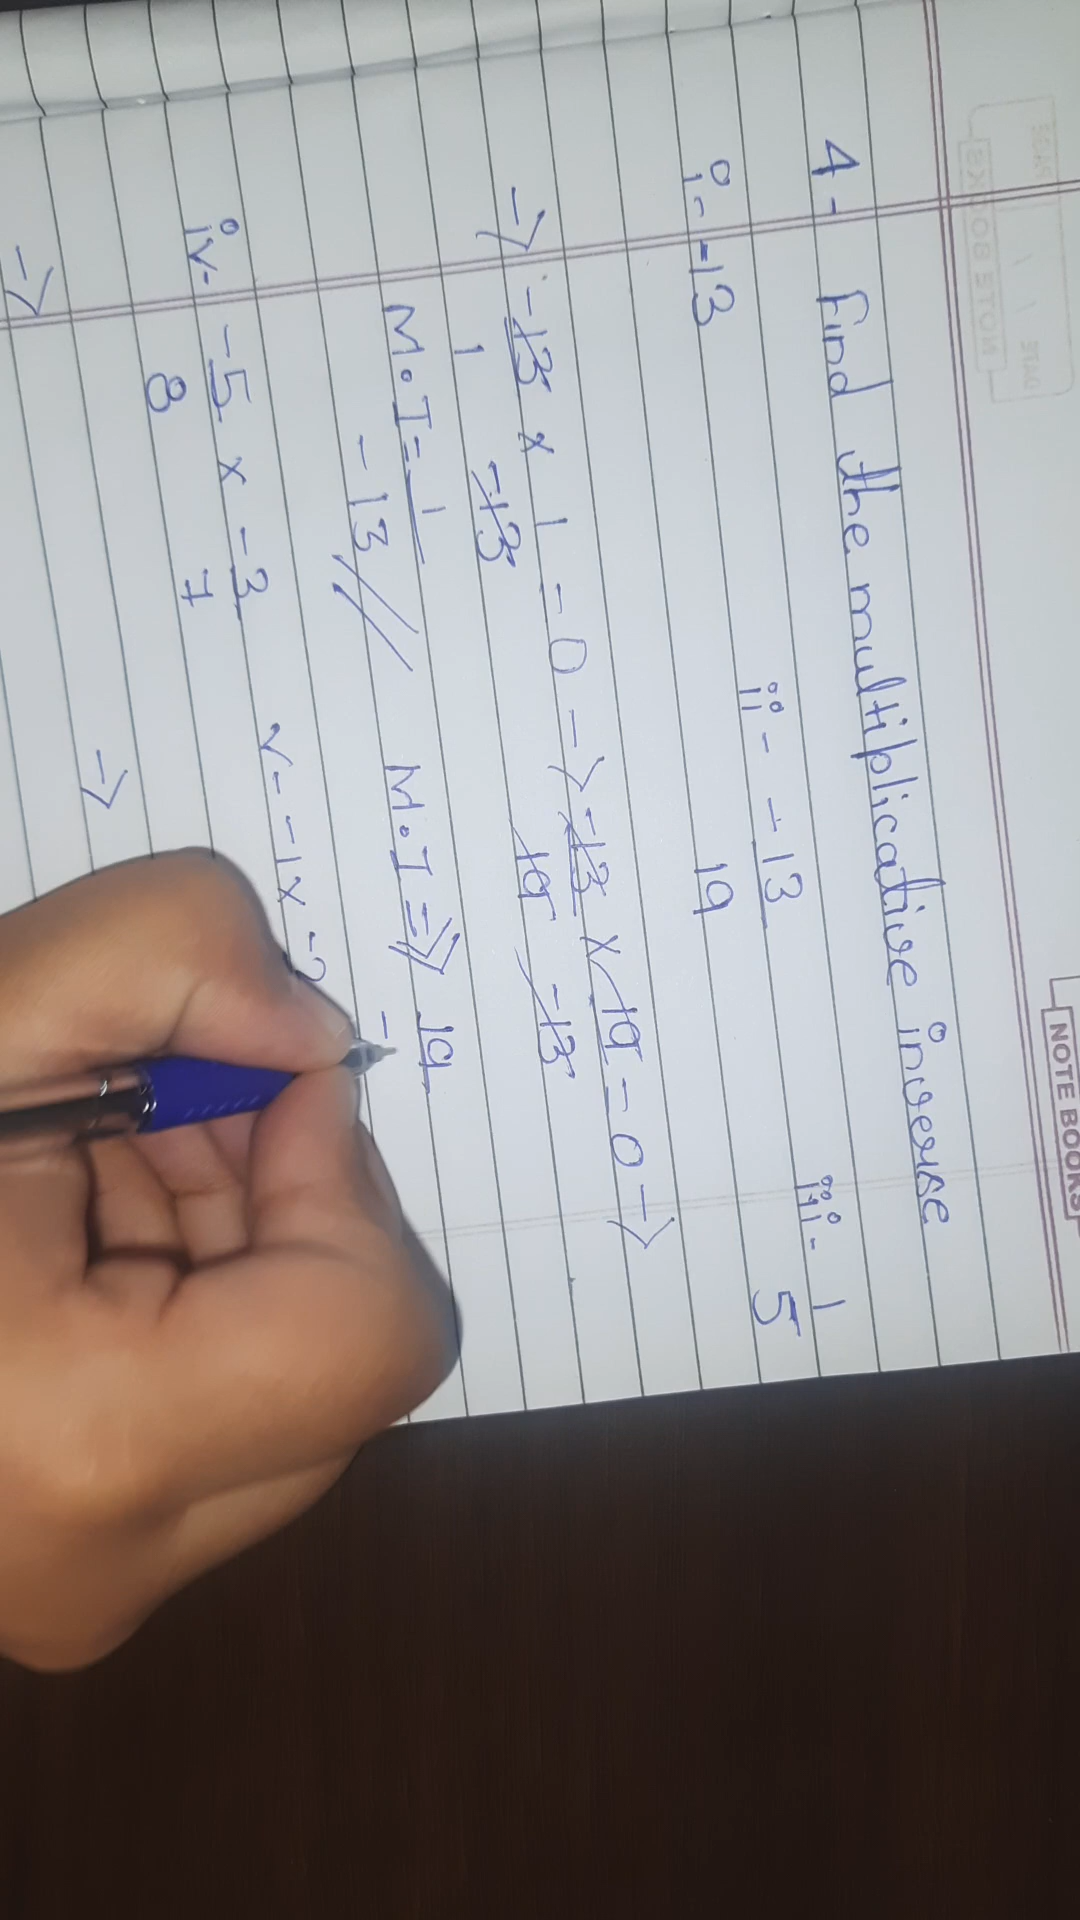 NOTE BOOKS
4- Find the multiplicative inverse
i- -13 ii- -13/19 iii- 1/5
→ -13/1 × 1/-13 = 0 → -13/19 × 19/-13 = 0 →
M.I = 1/-13 // M.I ⇒ 19/-
iv- -5/8 × -3/7 v- -1 ×
→ →